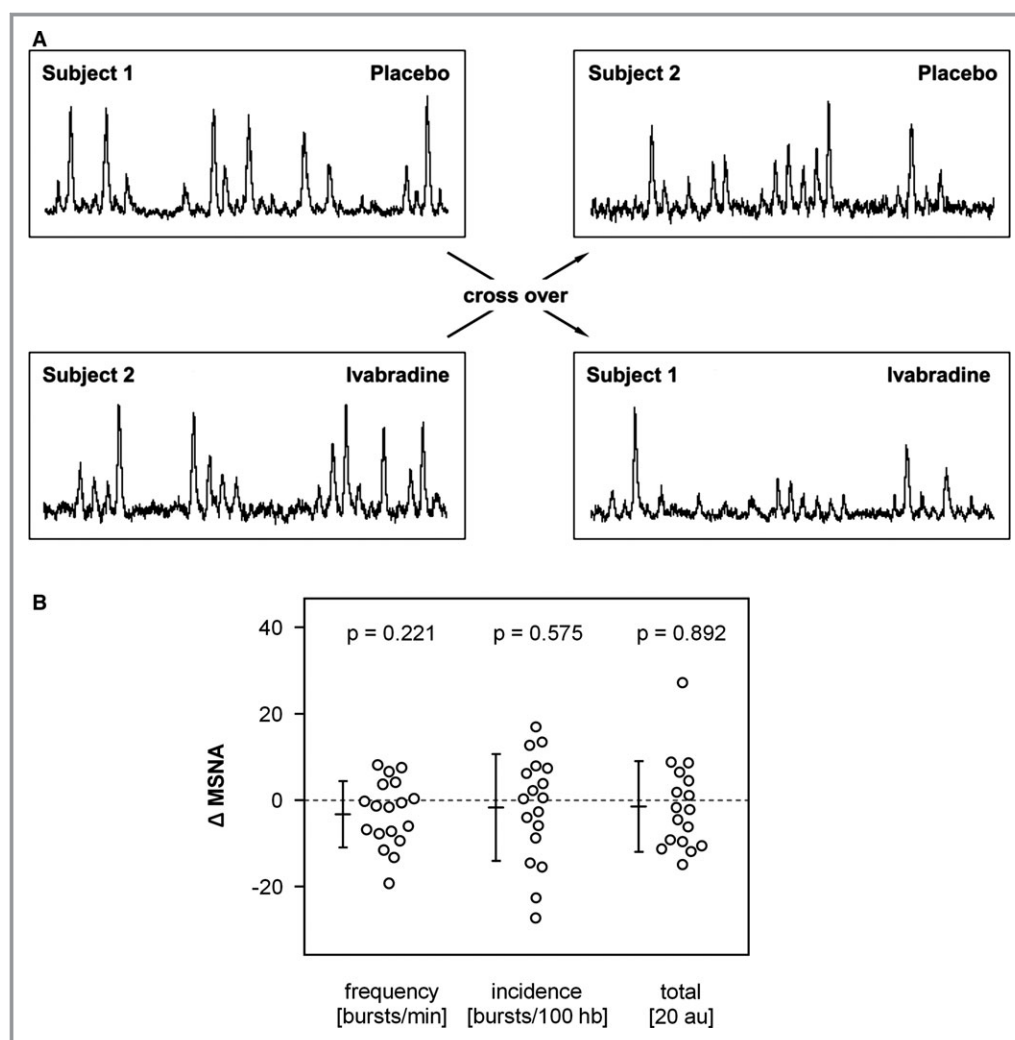 A
Subject 1 Placebo
Subject 2 Placebo
cross over
Subject 2 Ivabradine
Subject 1 Ivabradine
B
p = 0.221 p = 0.575 p = 0.892
40
20
0
-20
Δ MSNA
frequency incidence total
[bursts/min] [bursts/100 hb] [20 au]